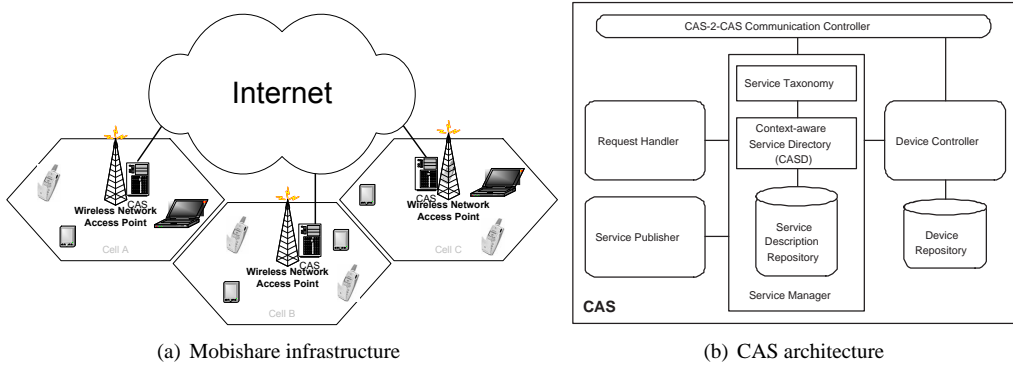 Internet
CAS
Wireless Network
Access Point
Cell A
CAS
Wireless Network
Access Point
Cell B
CAS
Wireless Network
Access Point
Cell C
(a) Mobishare infrastructure
CAS-2-CAS Communication Controller
Service Taxonomy
Request Handler
Context-aware
Service Directory
(CASD)
Device Controller
Service Publisher
Service
Description
Repository
Device
Repository
Service Manager
CAS
(b) CAS architecture